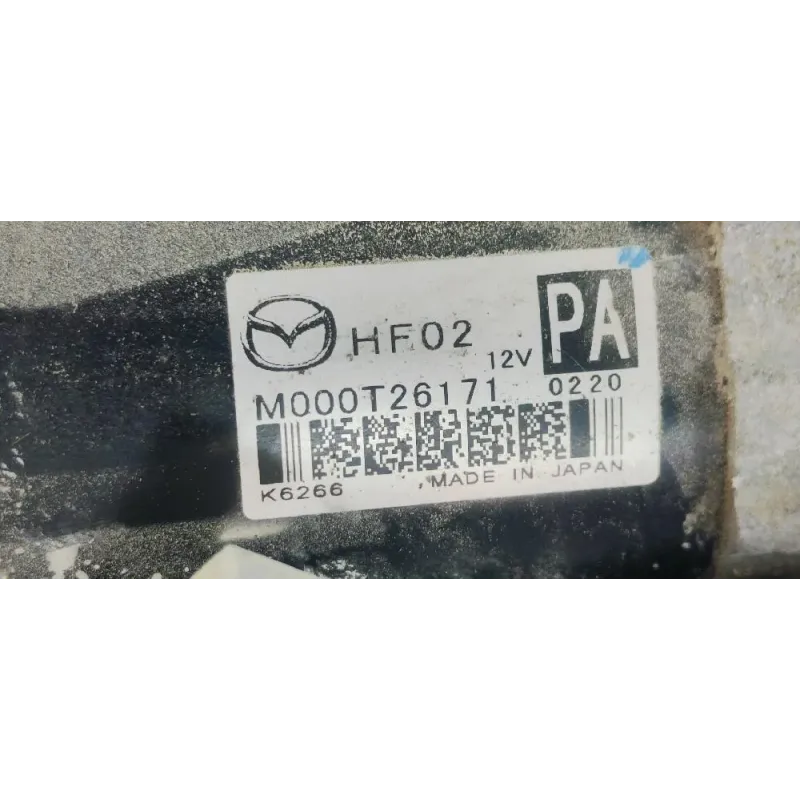 HF02 12V PA
M000T26171 0220
K6266 MADE IN JAPAN